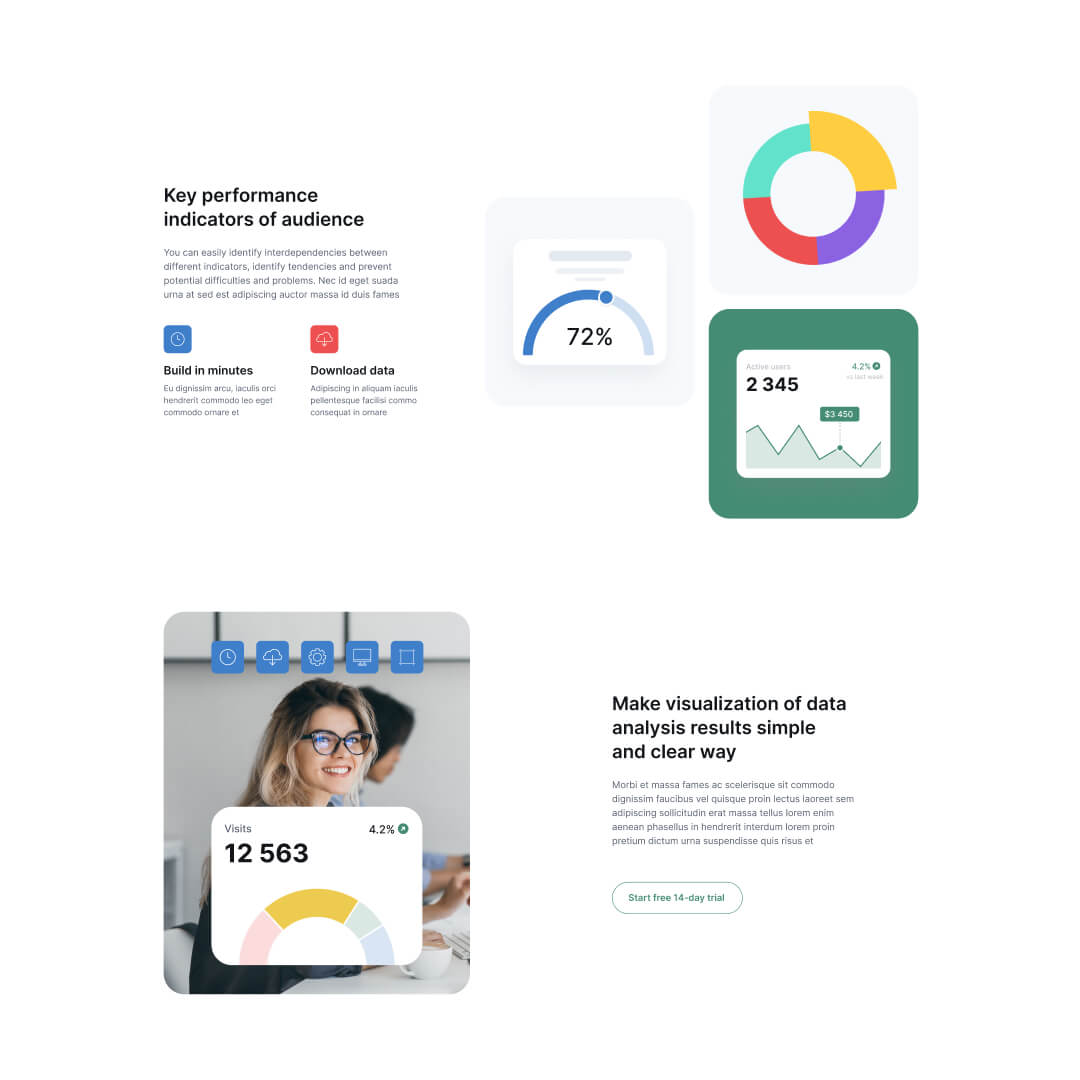 Key performance
indicators of audience
You can easily identify interdependencies between
different indicators, identify tendencies and prevent
potential difficulties and problems. Nec id eget suada
urna at sed est adipiscing auctor massa id duis fames
Build in minutes
Eu dignissim arcu, iaculis orci
hendrerit commodo leo eget
commodo ornare et
Download data
Adipiscing in aliquam iaculis
pellentesque facilisi commo
consequat in ornare
72%
Active users
4.2%
2 345
vs last week
$3 450
Visits
4.2%
12 563
Make visualization of data
analysis results simple
and clear way
Morbi et massa fames ac scelerisque sit commodo
dignissim faucibus vel quisque proin lectus laoreet sem
adipiscing sollicitudin erat massa tellus lorem enim
aenean phasellus in hendrerit interdum lorem proin
pretium dictum urna suspendisse quis risus et
Start free 14-day trial